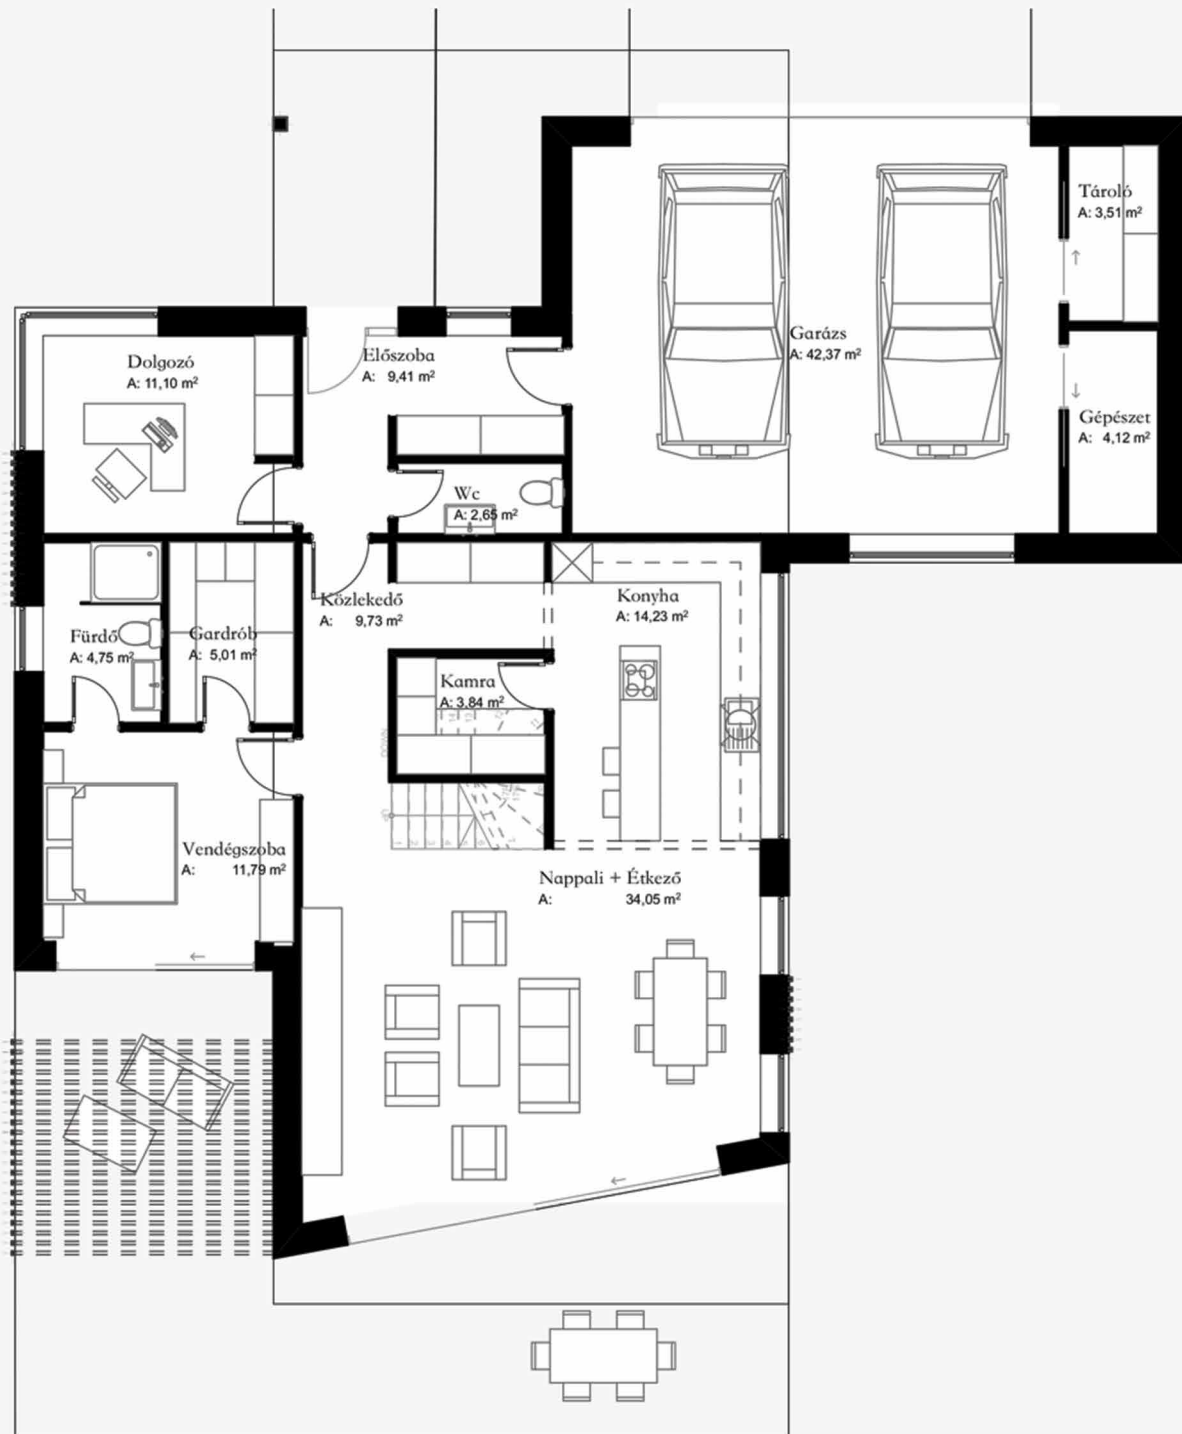 Tároló
A: 3,51 m²
Garázs
A: 42,37 m²
Előszoba
A: 9,41 m²
Dolgozó
A: 11,10 m²
Gépészet
A: 4,12 m²
Wc
A: 2,65 m²
Közlekedő
A: 9,73 m²
Konyha
A: 14,23 m²
Fürdő
A: 4,75 m²
Gardrób
A: 5,01 m²
Kamra
A: 3,84 m²
DOWN
UP
Vendégszoba
A: 11,79 m²
Nappali + Étkező
A: 34,05 m²